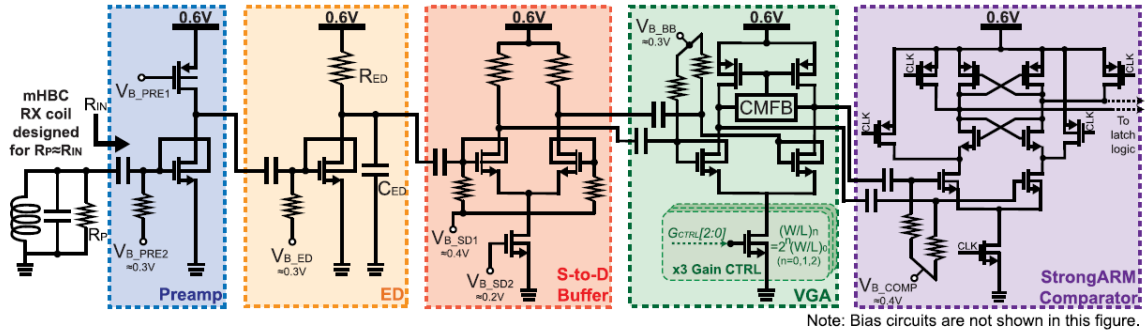 0.6V
0.6V
0.6V
0.6V
0.6V
VB_PRE1
mHBC
RX coil
designed
for RP≈RIN
RIN
RP
VB_PRE2
≈0.3V
Preamp
RED
CED
VB_ED
≈0.3V
ED
VB_SD1
≈0.4V
VB_SD2
≈0.2V
S-to-D
Buffer
VB_BB
≈0.3V
CMFB
GCTRL[2:0]
(W/L)n
=2^n(W/L)0
(n=0,1,2)
x3 Gain CTRL
VGA
CLK
CLK
CLK
CLK
CLK
To
latch
logic
VB_COMP
≈0.4V
StrongARM
Comparator
Note: Bias circuits are not shown in this figure.